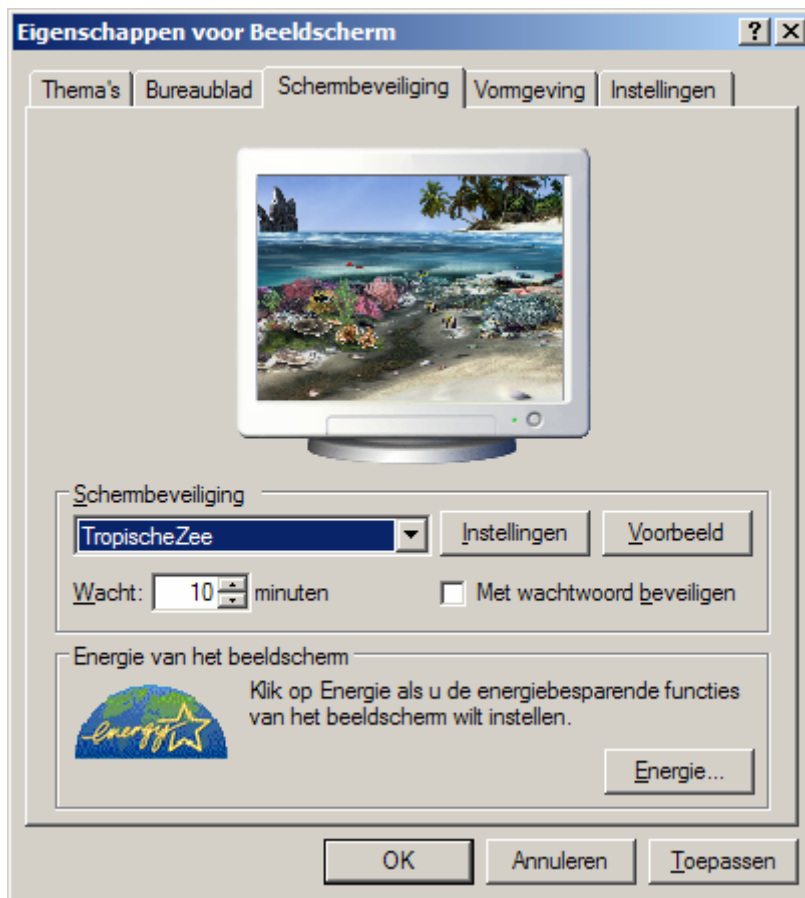 Eigenschappen voor Beeldscherm
Thema's Bureaublad Schermbeveiliging Vormgeving Instellingen
Schermbeveiliging
TropischeZee Instellingen Voorbeeld
Wacht: 10 minuten Met wachtwoord beveiligen
Energie van het beeldscherm
energy
Klik op Energie als u de energiebesparende functies
van het beeldscherm wilt instellen.
Energie...
OK Annuleren Toepassen